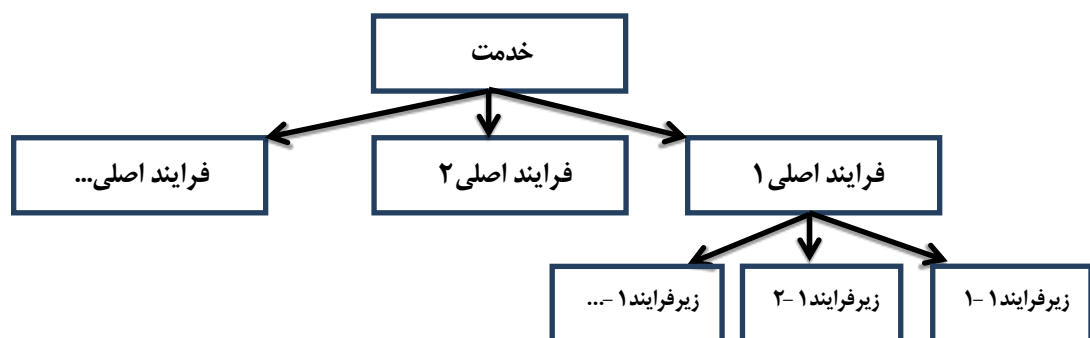 خدمت
فرایند اصلی۱
فرایند اصلی۲
فرایند اصلی...
زیرفرایند۱ -۱
زیرفرایند۱ -۲
زیرفرایند۱ -...